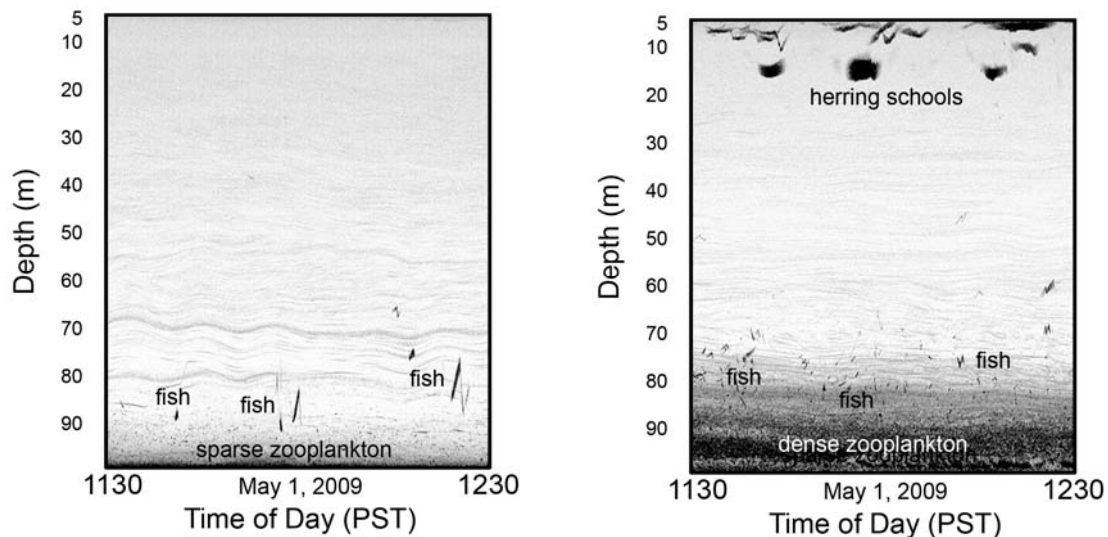 5
10
20
30
40
50
60
70
80
90
Depth (m)
fish
fish
fish
sparse zooplankton
1130
May 1, 2009
1230
Time of Day (PST)
5
10
20
30
40
50
60
70
80
90
Depth (m)
herring schools
fish
fish
fish
dense zooplankton
sparse zooplankton
1130
May 1, 2009
1230
Time of Day (PST)